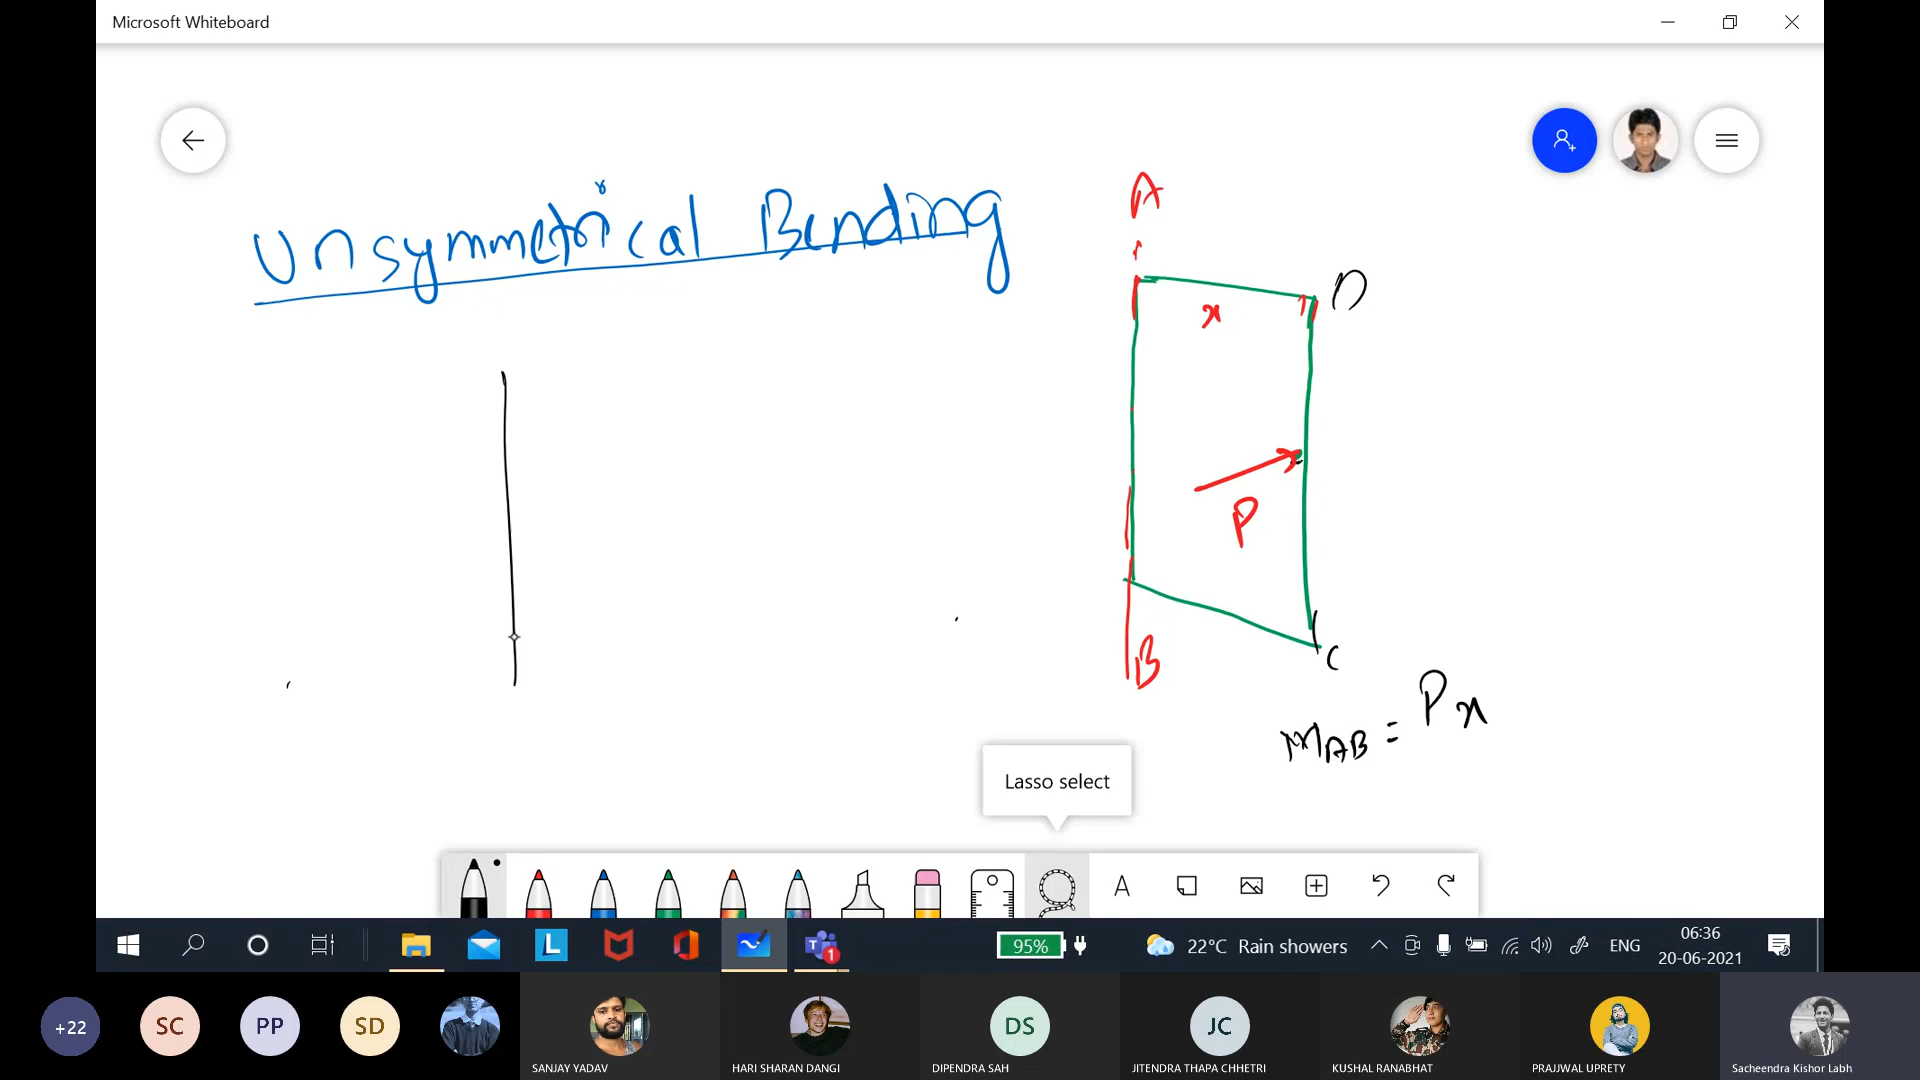 Microsoft Whiteboard
Unsymmetrical Bending
A
D
x
P
B
C
MAB = Px
Lasso select
95%
22°C Rain showers
ENG
06:36
20-06-2021
1
+22
SC
PP
SD
DS
JC
SANJAY YADAV
HARI SHARAN DANGI
DIPENDRA SAH
JITENDRA THAPA CHHETRI
KUSHAL RANABHAT
PRAJJWAL UPRETY
Sacheendra Kishor Labh